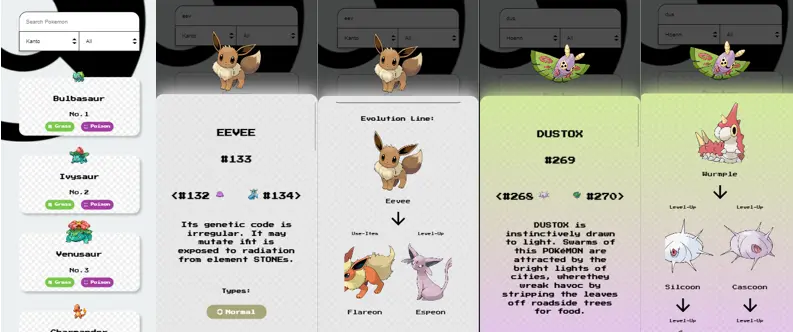 Search Pokemon
Kanto
All
Bulbasaur
No.1
Grass
Poison
Ivysaur
No.2
Grass
Poison
Venusaur
No.3
Grass
Poison
Charmander
eev
Kanto
All
EEVEE
#133
<#132
#134>
Its genetic code is
irregular. It may
mutate ifit is
exposed to radiation
from element STONEs.
Types:
Normal
eev
Kanto
All
Evolution Line:
Eevee
Use-Item
Level-Up
Flareon
Espeon
Dus
Hoenn
All
DUSTOX
#269
<#268
#270>
DUSTOX is
instinctively drawn
to light. Swarms of
this POKéMON are
attracted by the
bright lights of
cities, wherethey
wreak havoc by
stripping the leaves
off roadside trees
for food.
Dus
Hoenn
All
Wurmple
Level-Up
Level-Up
Silcoon
Cascoon
Level-Up
Level-Up